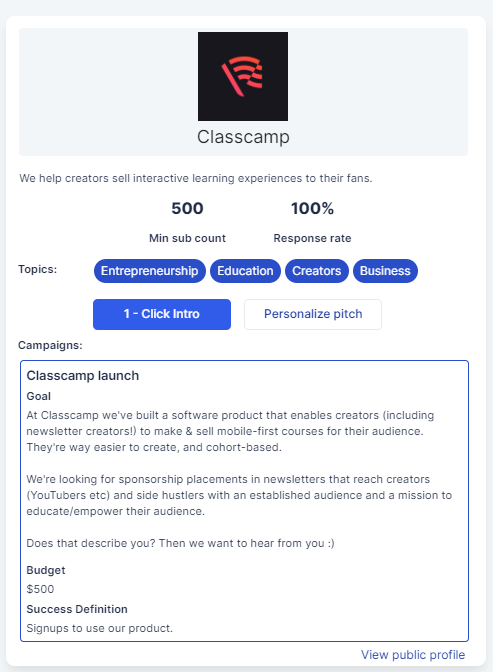 Classcamp
We help creators sell interactive learning experiences to their fans.
500 100%
Min sub count Response rate
Topics: Entrepreneurship Education Creators Business
1 - Click Intro Personalize pitch
Campaigns:
Classcamp launch
Goal
At Classcamp we've built a software product that enables creators (including
newsletter creators!) to make & sell mobile-first courses for their audience.
They're way easier to create, and cohort-based.
We're looking for sponsorship placements in newsletters that reach creators
(YouTubers etc) and side hustlers with an established audience and a mission to
educate/empower their audience.
Does that describe you? Then we want to hear from you :)
Budget
$500
Success Definition
Signups to use our product.
View public profile